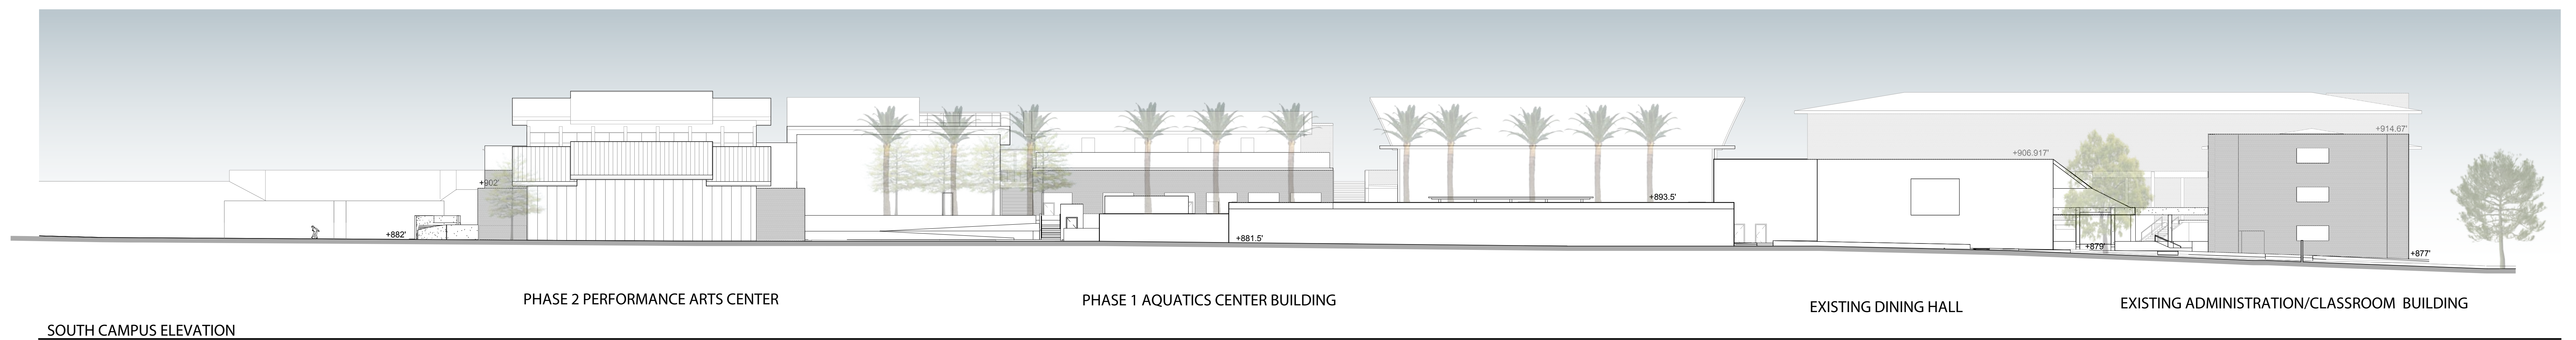 +914.67'
+906.917'
+902'
+893.5'
+882'
+881.5'
+879'
+877'
PHASE 2 PERFORMANCE ARTS CENTER
PHASE 1 AQUATICS CENTER BUILDING
EXISTING DINING HALL
EXISTING ADMINISTRATION/CLASSROOM BUILDING
SOUTH CAMPUS ELEVATION